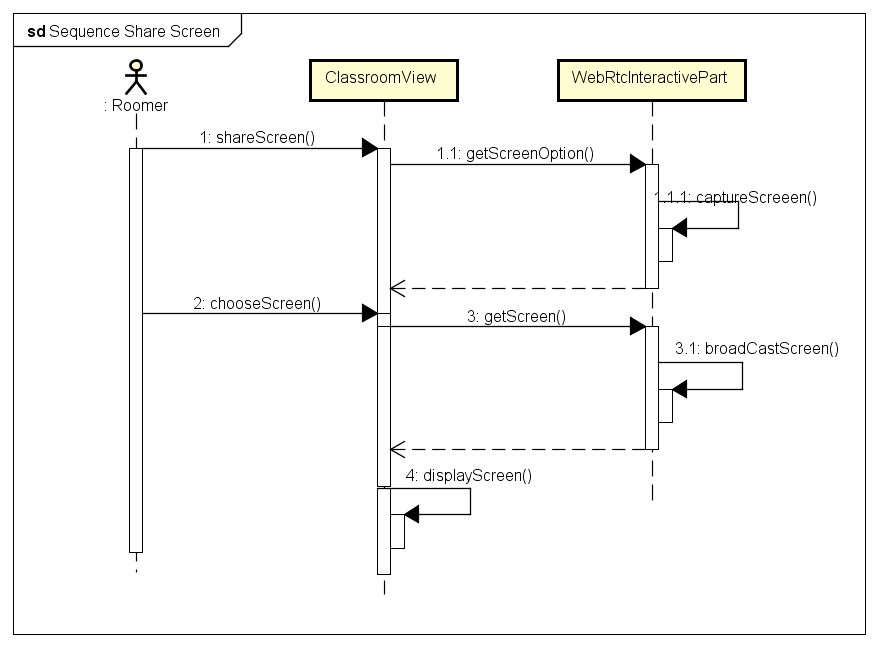 sd Sequence Share Screen
: Roomer
ClassroomView
WebRtcInteractivePart
1: shareScreen()
1.1: getScreenOption()
1.1.1: captureScreeen()
2: chooseScreen()
3: getScreen()
3.1: broadCastScreen()
4: displayScreen()